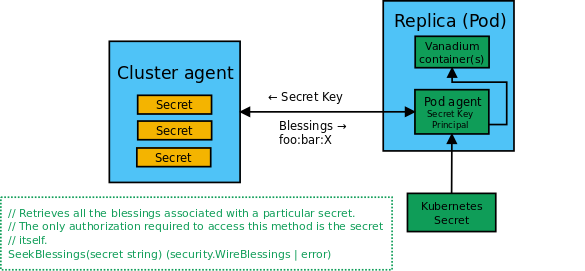 Replica (Pod)
Vanadium
container(s)
Cluster agent
← Secret Key
Secret
Secret
Secret
Blessings →
foo:bar:X
Pod agent
Secret Key
Principal
Kubernetes
Secret
// Retrieves all the blessings associated with a particular secret.
// The only authorization required to access this method is the secret
// itself.
SeekBlessings(secret string) (security.WireBlessings | error)